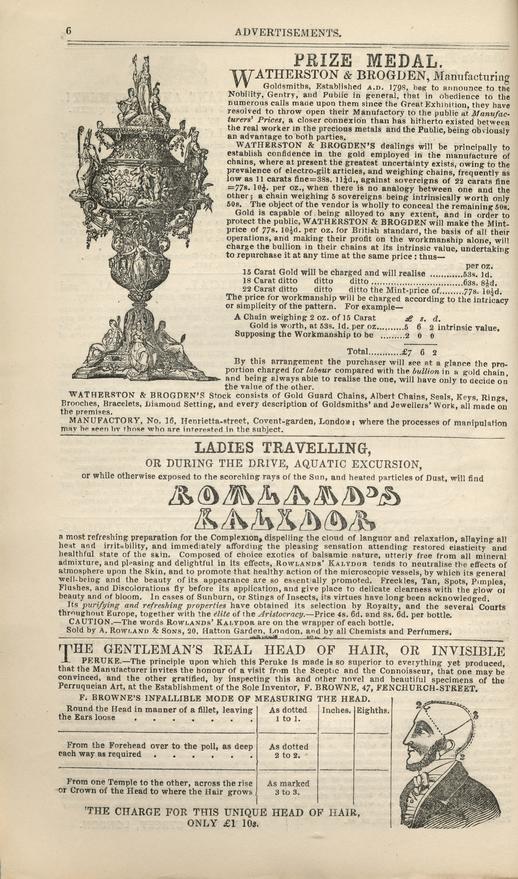 6
ADVERTISEMENTS.
PRIZE MEDAL.
WATHERSTON & BROGDEN, Manufacturing
Goldsmiths, Established A.D. 1798, beg to announce to the
Nobility, Gentry, and Public in general, that in obedience to the
numerous calls made upon them since the Great Exhibition, they have
resolved to throw open their Manufactory to the public at Manufac-
turers' Prices, a closer connexion than has hitherto existed between
the real worker in the precious metals and the Public, being obviously
an advantage to both parties.
WATHERSTON & BROGDEN'S dealings will be principally to
establish confidence in the gold employed in the manufacture of
chains, where at present the greatest uncertainty exists, owing to the
prevalence of electro-gilt articles, and weighing chains, frequently as
low as 11 carats fine=38s. 11¼d., against sovereigns of 22 carats fine
=77s. 10½. per oz., when there is no analogy between one and the
other; a chain weighing 5 sovereigns being intrinsically worth only
50s. The object of the vendor is wholly to conceal the remaining 50s.
Gold is capable of being alloyed to any extent, and in order to
protect the public, WATHERSTON & BROGDEN will make the Mint-
price of 77s. 10½d. per oz. for British standard, the basis of all their
operations, and making their profit on the workmanship alone, will
charge the bullion in their chains at its intrinsic value, undertaking
to repurchase it at any time at the same price; thus—
per oz.
15 Carat Gold will be charged and will realise ............53s. 1d.
18 Carat ditto ditto ditto ..................63s. 8½d.
22 Carat ditto ditto the Mint-price of........77s. 10½d.
The price for workmanship will be charged according to the intricacy
or simplicity of the pattern. For example—
A Chain weighing 2 oz. of 15 Carat £ s. d.
Gold is worth, at 53s. 1d. per oz........5 6 2 intrinsic value.
Supposing the Workmanship to be .........2 0 0
Total..........£7 6 2
By this arrangement the purchaser will see at a glance the pro-
portion charged for labour compared with the bullion in a gold chain,
and being always able to realise the one, will have only to decide on
the value of the other.
WATHERSTON & BROGDEN'S Stock consists of Gold Guard Chains, Albert Chains, Seals, Keys, Rings,
Brooches, Bracelets, Diamond Setting, and every description of Goldsmiths' and Jewellers' Work, all made on
the premises.
MANUFACTORY, No. 16, Henrietta-street, Covent-garden, London; where the processes of manipulation
may be seen by those who are interested in the subject.
LADIES TRAVELLING,
OR DURING THE DRIVE, AQUATIC EXCURSION,
or while otherwise exposed to the scorching rays of the Sun, and heated particles of Dust, will find
ROWLAND'S
KALYDOR
a most refreshing preparation for the Complexion, dispelling the cloud of languor and relaxation, allaying all
heat and irritability, and immediately affording the pleasing sensation attending restored elasticity and
healthful state of the skin. Composed of choice exotics of balsamic nature, utterly free from all mineral
admixture, and pleasing and delightful in its effects, ROWLANDS' KALYDOR tends to neutralise the effects of
atmosphere upon the Skin, and to promote that healthy action of the microscopic vessels, by which its general
well-being and the beauty of its appearance are so essentially promoted. Freckles, Tan, Spots, Pimples,
Flushes, and Discolorations fly before its application, and give place to delicate clearness with the glow of
beauty and of bloom. In cases of Sunburn, or Stings of Insects, its virtues have long been acknowledged.
Its purifying and refreshing properties have obtained its selection by Royalty, and the several Courts
throughout Europe, together with the élite of the Aristocracy.—Price 4s. 6d. and 8s. 6d. per bottle.
CAUTION.—The words ROWLANDS' KALYDOR are on the wrapper of each bottle.
Sold by A. ROWLAND & SONS, 20, Hatton Garden, London, and by all Chemists and Perfumers.
THE GENTLEMAN'S REAL HEAD OF HAIR, OR INVISIBLE
PERUKE.—The principle upon which this Peruke is made is so superior to everything yet produced,
that the Manufacturer invites the honour of a visit from the Sceptic and the Connoisseur, that one may be
convinced, and the other gratified, by inspecting this and other novel and beautiful specimens of the
Perruqueian Art, at the Establishment of the Sole Inventor, F. BROWNE, 47, FENCHURCH-STREET.
F. BROWNE'S INFALLIBLE MODE OF MEASURING THE HEAD.
Round the Head in manner of a fillet, leaving As dotted Inches. Eighths.
the Ears loose . . . . . . 1 to 1.
From the Forehead over to the poll, as deep As dotted
each way as required . . . . . 2 to 2.
From one Temple to the other, across the rise As marked
or Crown of the Head to where the Hair grows 3 to 3.
THE CHARGE FOR THIS UNIQUE HEAD OF HAIR,
ONLY £1 10s.